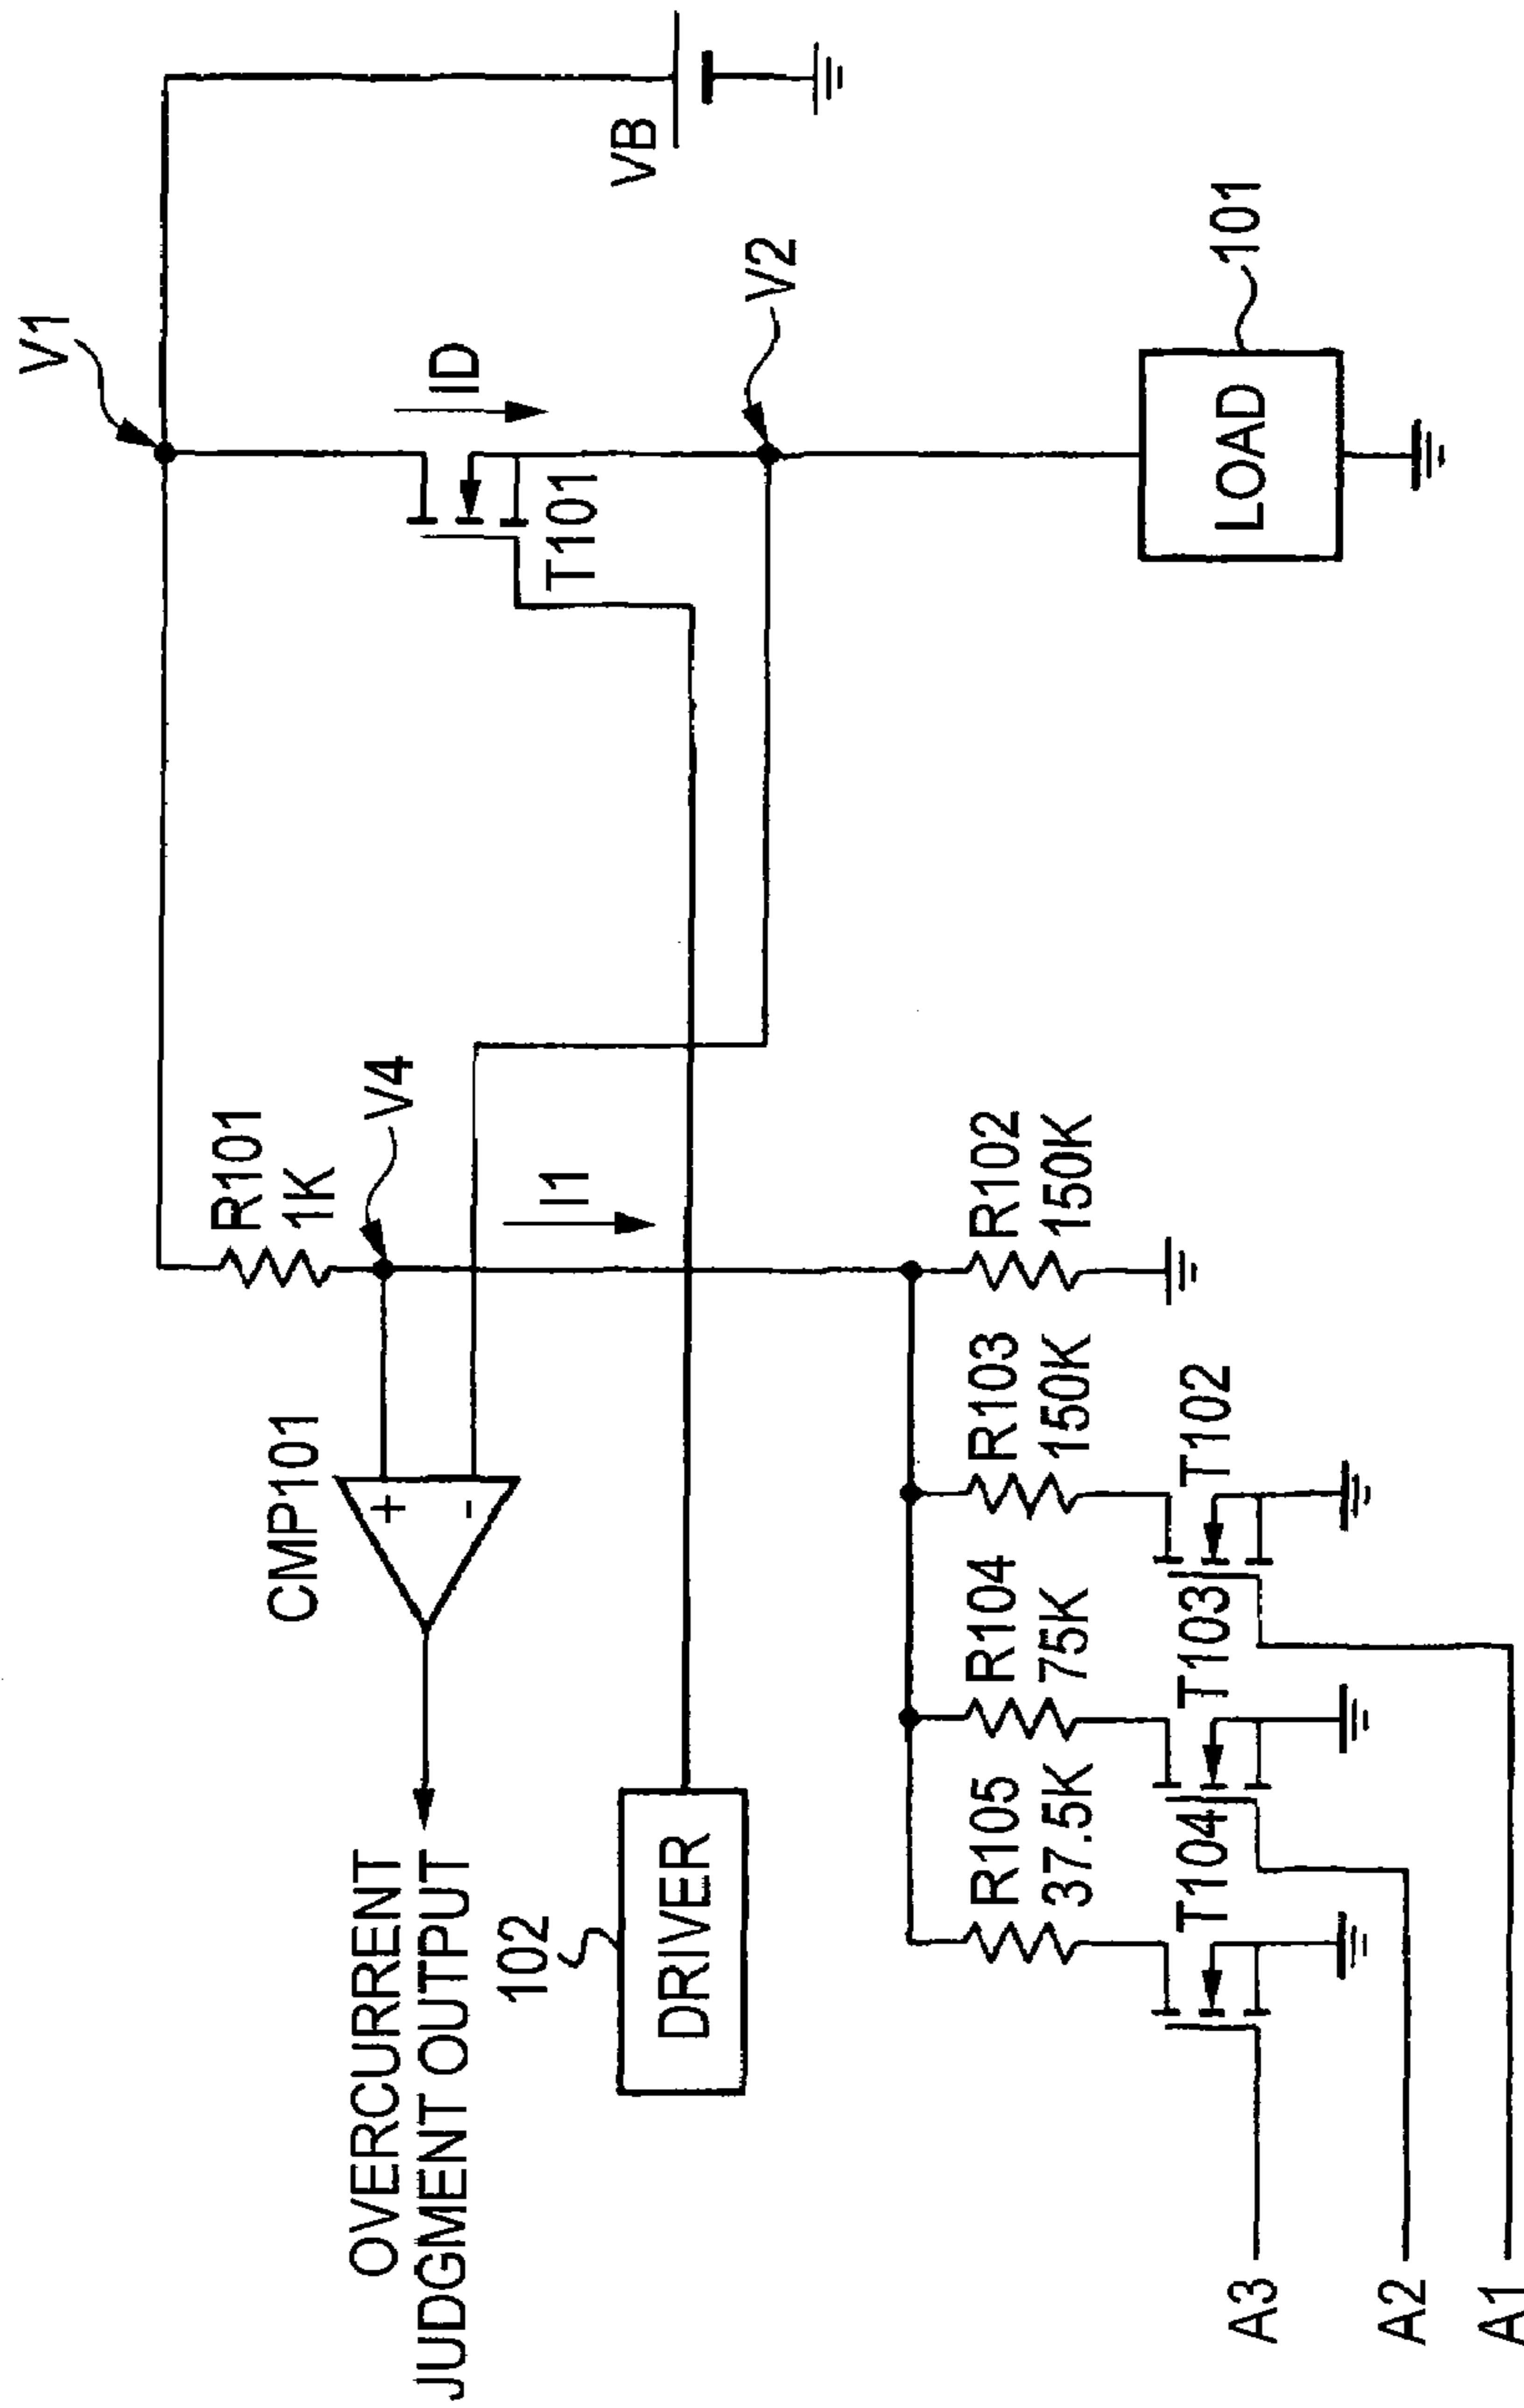 V1
VB
ID
T101
V2
101
LOAD
R101
1K
V4
I1
CMP101
+
-
OVERCURRENT
JUDGMENT OUTPUT
102
DRIVER
R102
150K
R103
150K
T102
R104
75K
T103
R105
37.5K
T104
A3
A2
A1